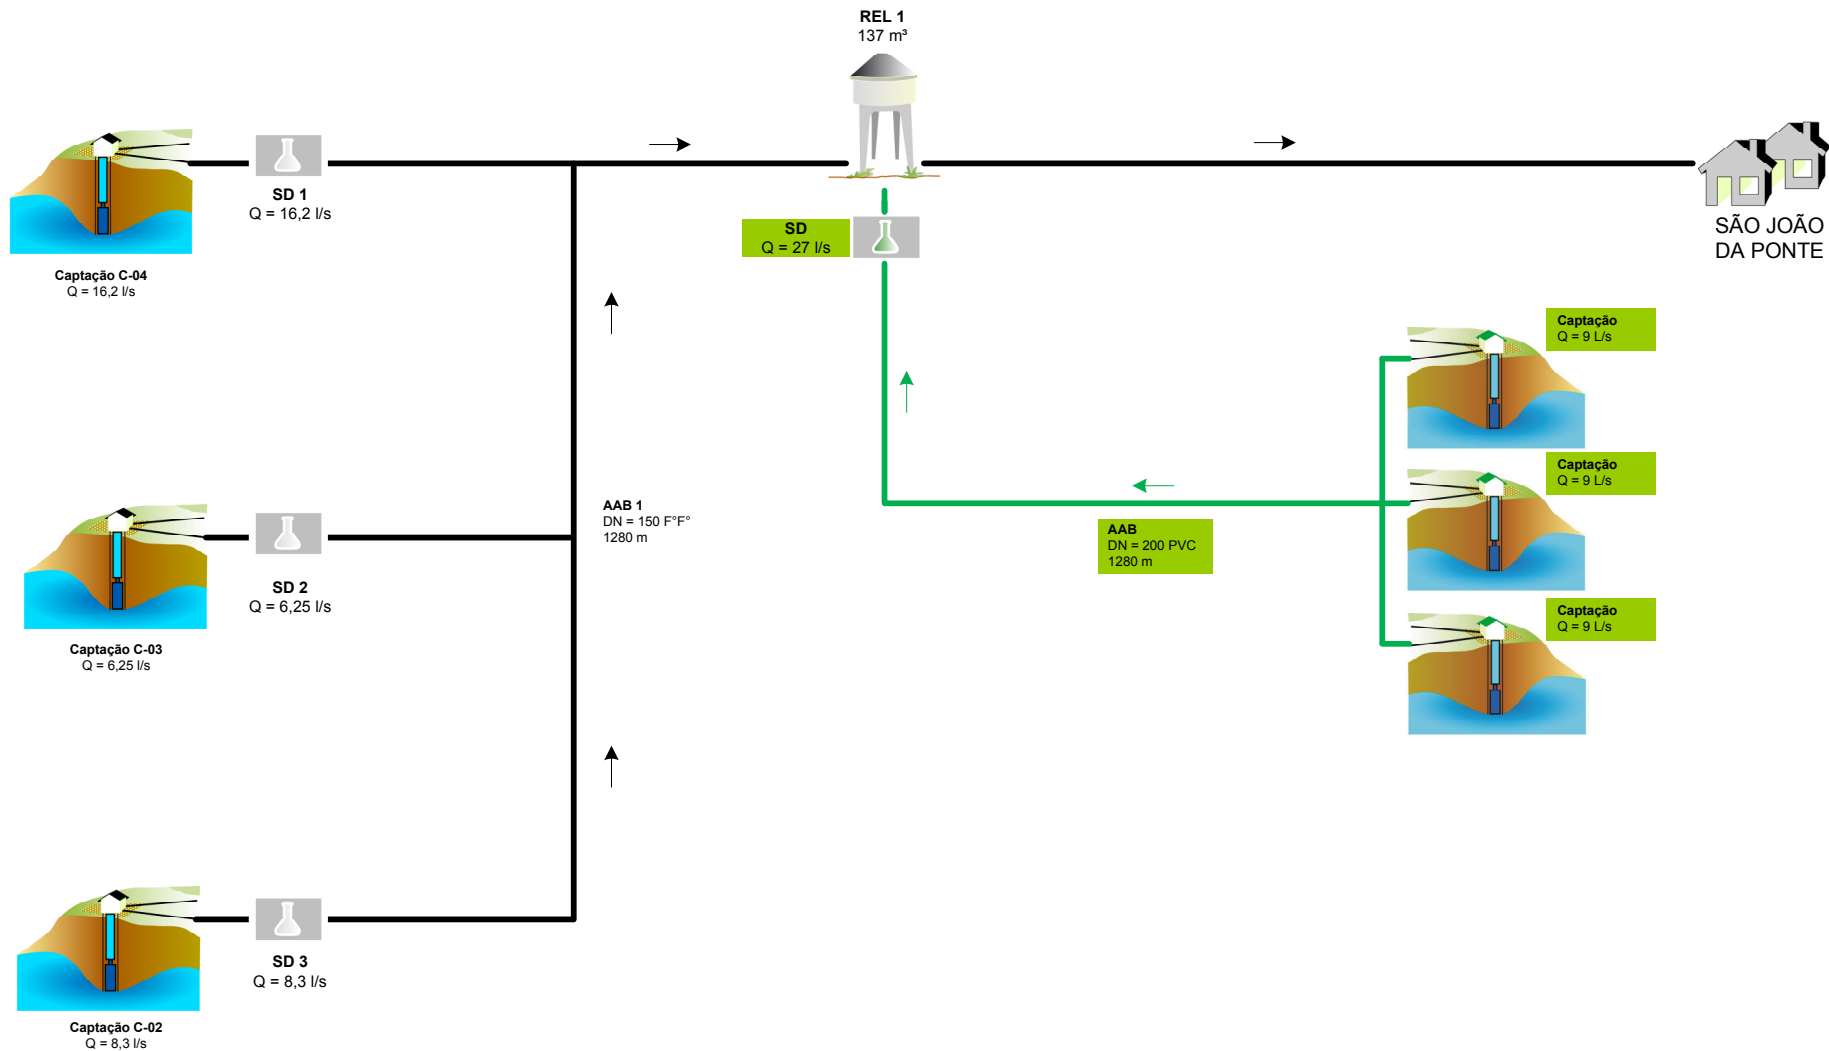 REL 1
137 m³
SD 1
Q = 16,2 l/s
Captação C-04
Q = 16,2 l/s
SD
Q = 27 l/s
SÃO JOÃO
DA PONTE
Captação
Q = 9 L/s
Captação
Q = 9 L/s
AAB 1
DN = 150 F°F°
1280 m
AAB
DN = 200 PVC
1280 m
SD 2
Q = 6,25 l/s
Captação C-03
Q = 6,25 l/s
Captação
Q = 9 L/s
SD 3
Q = 8,3 l/s
Captação C-02
Q = 8,3 l/s